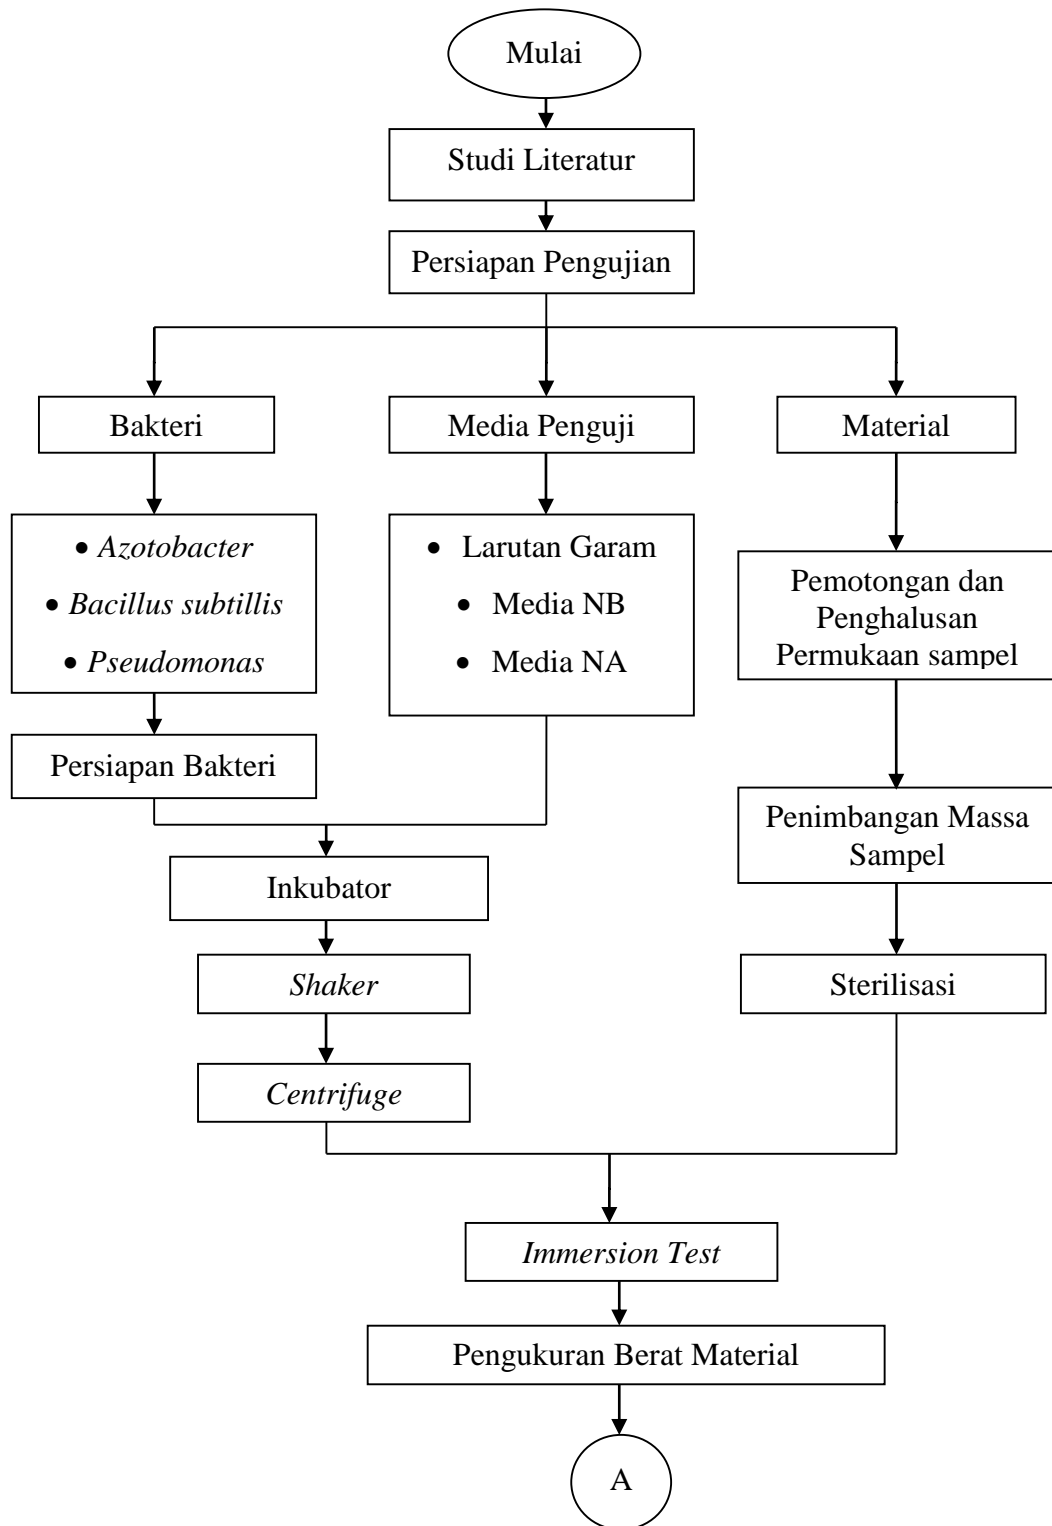 Mulai
Studi Literatur
Persiapan Pengujian
Bakteri
Media Penguji
Material
• Azotobacter
• Bacillus subtillis
• Pseudomonas
• Larutan Garam
• Media NB
• Media NA
Pemotongan dan
Penghalusan
Permukaan sampel
Persiapan Bakteri
Penimbangan Massa
Sampel
Inkubator
Shaker
Sterilisasi
Centrifuge
Immersion Test
Pengukuran Berat Material
A